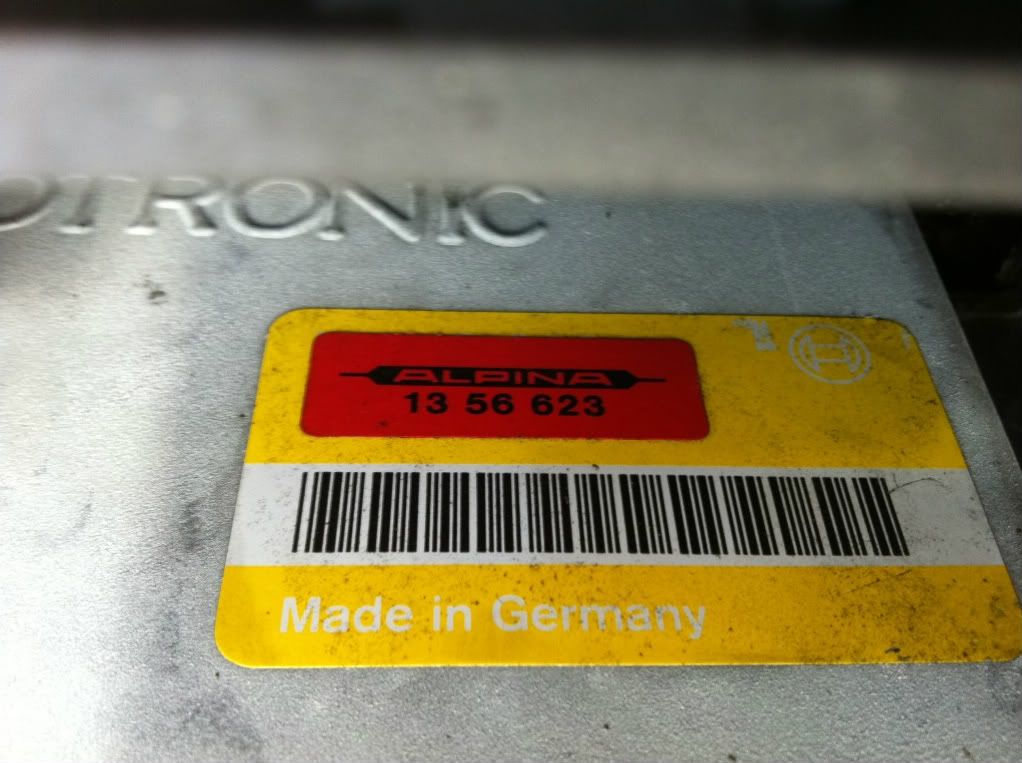 OTRONIC
ALPINA
13 56 623
Made in Germany